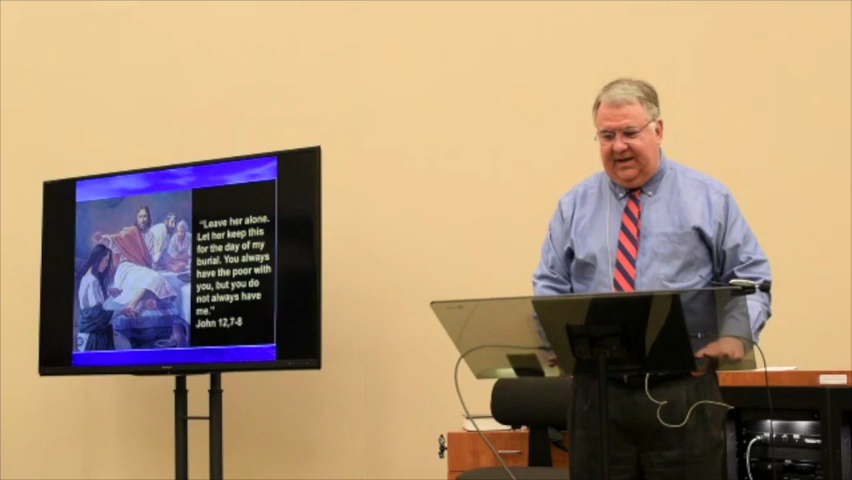 “Leave her alone.
Let her keep this
for the day of my
burial. You always
have the poor with
you, but you do
not always have
me.”
John 12,7-8